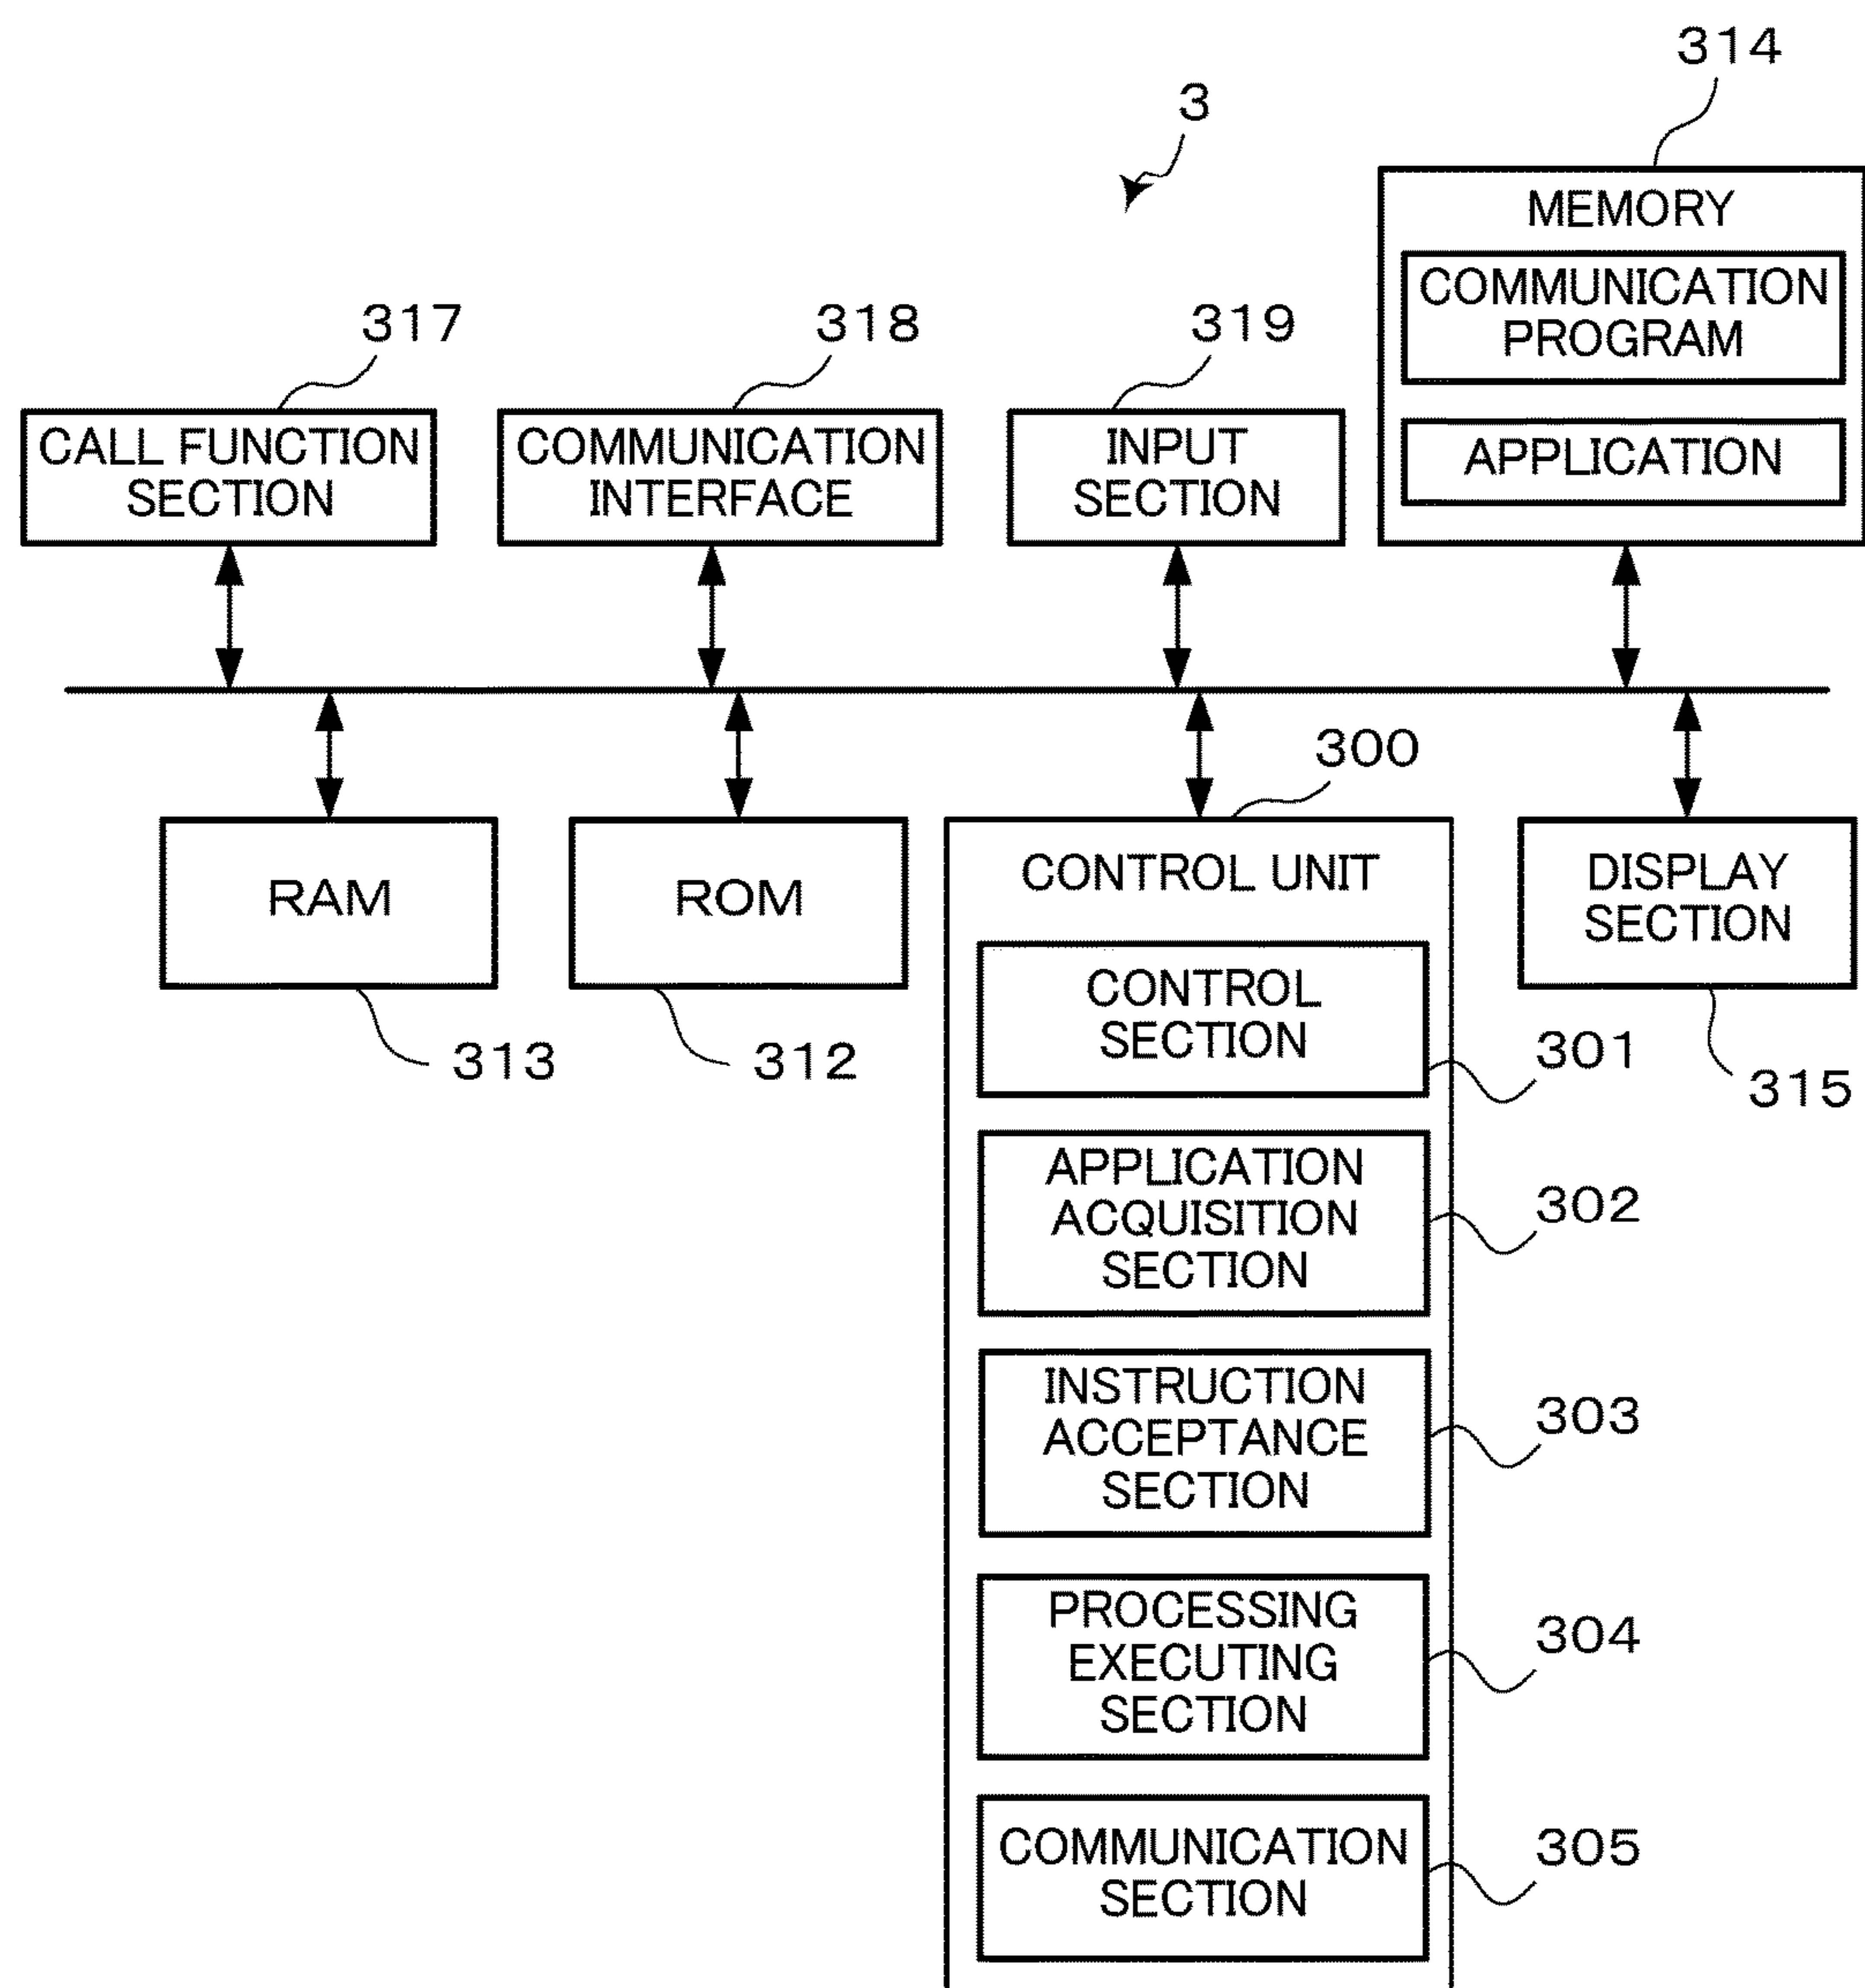 314
3
MEMORY
COMMUNICATION
PROGRAM
APPLICATION
317
318
319
CALL FUNCTION
SECTION
COMMUNICATION
INTERFACE
INPUT
SECTION
300
RAM
ROM
CONTROL UNIT
DISPLAY
SECTION
313
312
315
CONTROL
SECTION
301
APPLICATION
ACQUISITION
SECTION
302
INSTRUCTION
ACCEPTANCE
SECTION
303
PROCESSING
EXECUTING
SECTION
304
COMMUNICATION
SECTION
305